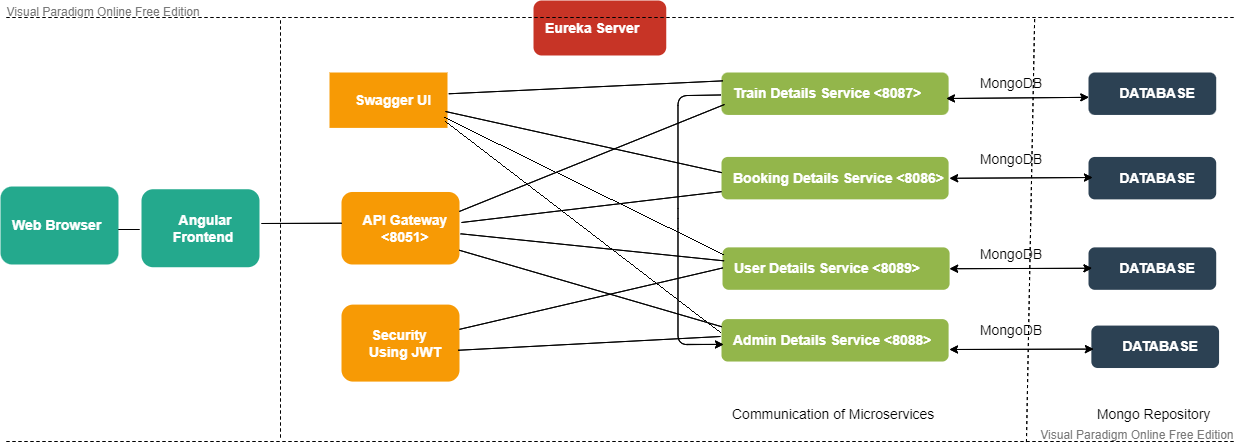 Visual Paradigm Online Free Edition
Eureka Server
Swagger UI
Train Details Service <8087>
MongoDB
DATABASE
Booking Details Service <8086>
MongoDB
DATABASE
Web Browser
Angular
Frontend
API Gateway
<8051>
User Details Service <8089>
MongoDB
DATABASE
Security
Using JWT
Admin Details Service <8088>
MongoDB
DATABASE
Communication of Microservices
Mongo Repository
Visual Paradigm Online Free Edition